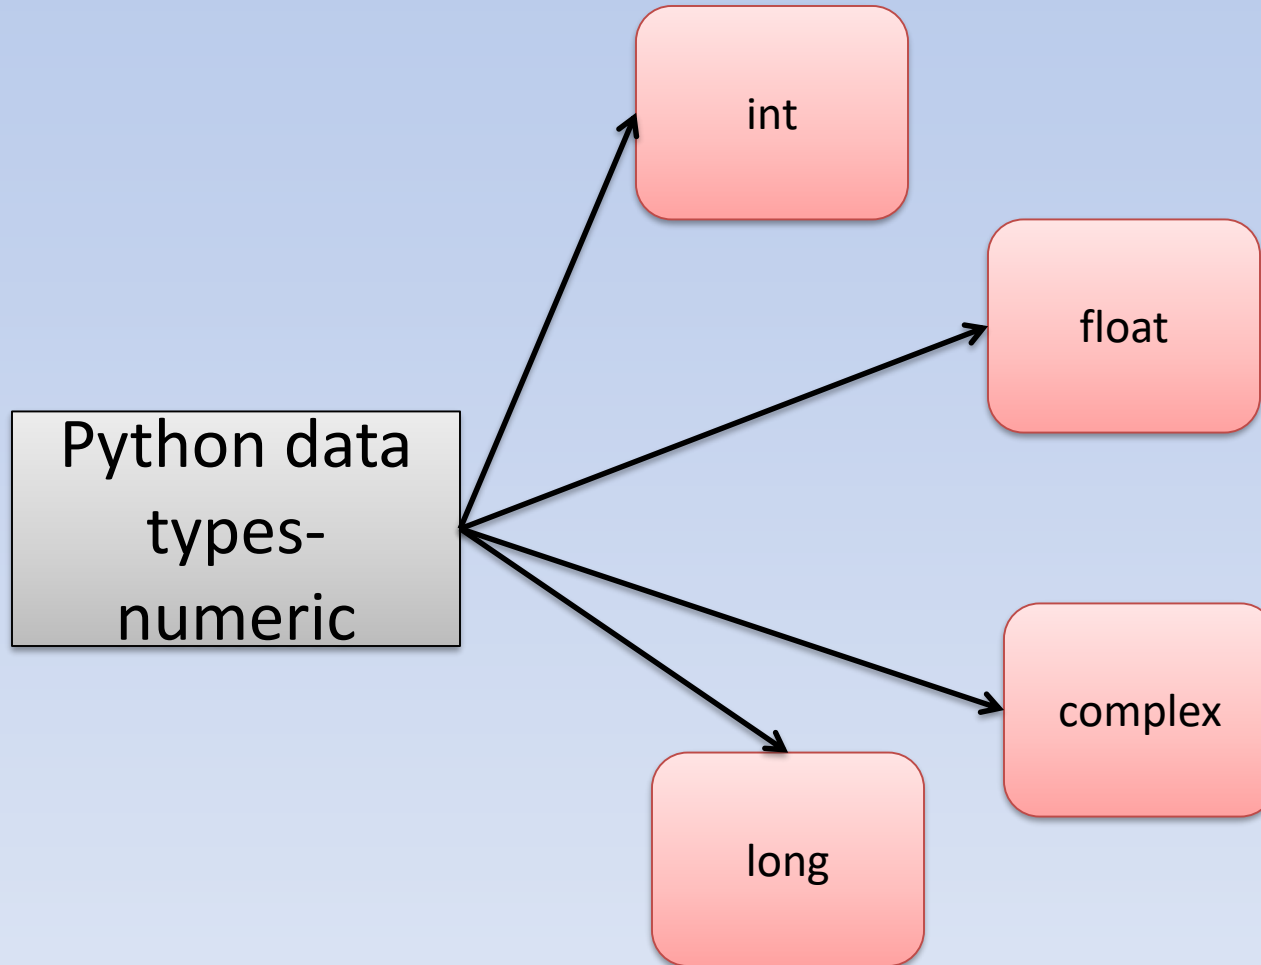 int
float
Python data
types-
numeric
complex
long